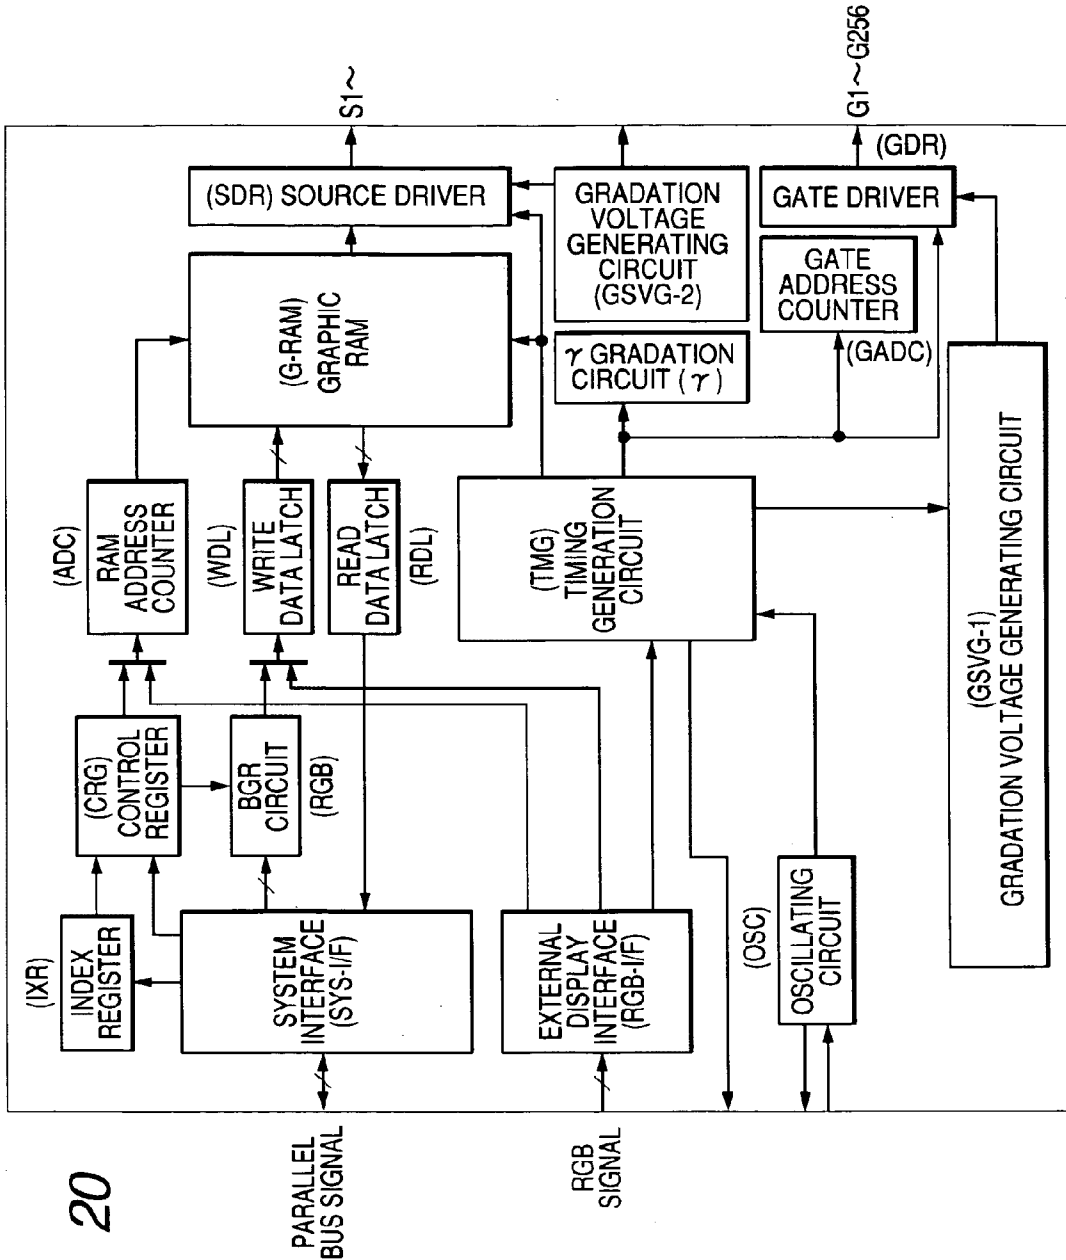 20
PARALLEL
BUS SIGNAL
RGB
SIGNAL
(IXR)
INDEX
REGISTER
SYSTEM
INTERFACE
(SYS-I/F)
EXTERNAL
DISPLAY
INTERFACE
(RGB-I/F)
(OSC)
OSCILLATING
CIRCUIT
(CRG)
CONTROL
REGISTER
BGR
CIRCUIT
(RGB)
(ADC)
RAM
ADDRESS
COUNTER
(WDL)
WRITE
DATA LATCH
READ
DATA LATCH
(RDL)
(TMG)
TIMING
GENERATION
CIRCUIT
(GSVG-1)
GRADATION VOLTAGE GENERATING CIRCUIT
(G-RAM)
GRAPHIC
RAM
γ GRADATION
CIRCUIT (γ)
(SDR) SOURCE DRIVER
GRADATION
VOLTAGE
GENERATING
CIRCUIT
(GSVG-2)
GATE
ADDRESS
COUNTER
(GADC)
GATE DRIVER
(GDR)
S1～
G1～G256